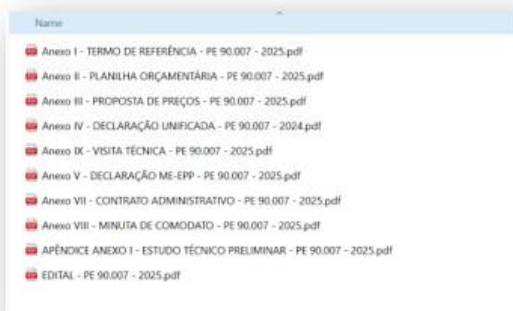 Name
Anexo I - TERMO DE REFERÊNCIA - PE 90.007 - 2025.pdf
Anexo II - PLANILHA ORÇAMENTÁRIA - PE 90.007 - 2025.pdf
Anexo III - PROPOSTA DE PREÇOS - PE 90.007 - 2025.pdf
Anexo IV - DECLARAÇÃO UNIFICADA - PE 90.007 - 2024.pdf
Anexo IX - VISITA TÉCNICA - PE 90.007 - 2025.pdf
Anexo V - DECLARAÇÃO ME-EPP - PE 90.007 - 2025.pdf
Anexo VII - CONTRATO ADMINISTRATIVO - PE 90.007 - 2025.pdf
Anexo VIII - MINUTA DE COMODATO - PE 90.007 - 2025.pdf
APÊNDICE ANEXO I - ESTUDO TÉCNICO PRELIMINAR - PE 90.007 - 2025.pdf
EDITAL - PE 90.007 - 2025.pdf